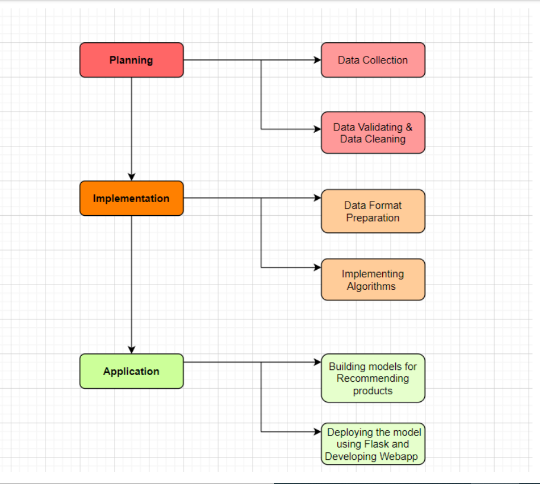 Planning
Data Collection
Data Validating &
Data Cleaning
Implementation
Data Format
Preparation
Implementing
Algorithms
Application
Building models for
Recommending
products
Deploying the model
using Flask and
Developing Webapp